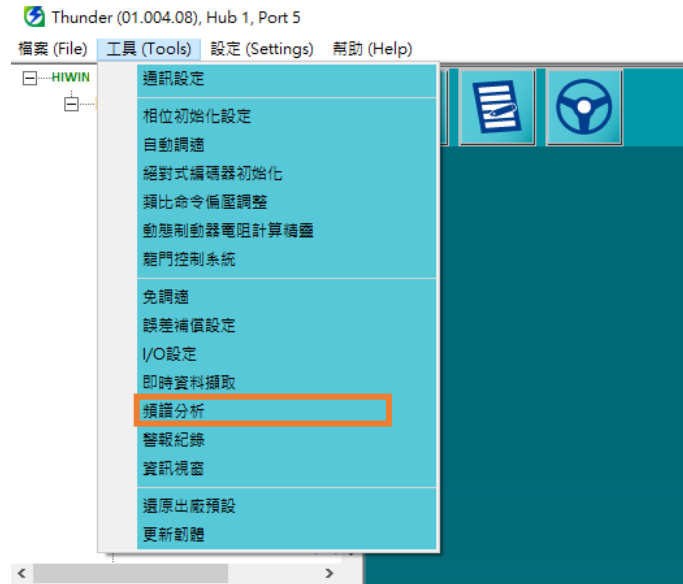 Thunder (01.004.08), Hub 1, Port 5
檔案 (File) 工具 (Tools) 設定 (Settings) 幫助 (Help)
HIWIN
通訊設定
相位初始化設定
自動調適
絕對式編碼器初始化
類比命令偏壓調整
動態制動器電阻計算精靈
龍門控制系統
免調適
誤差補償設定
I/O設定
即時資料擷取
頻譜分析
警報紀錄
資訊視窗
還原出廠預設
更新韌體